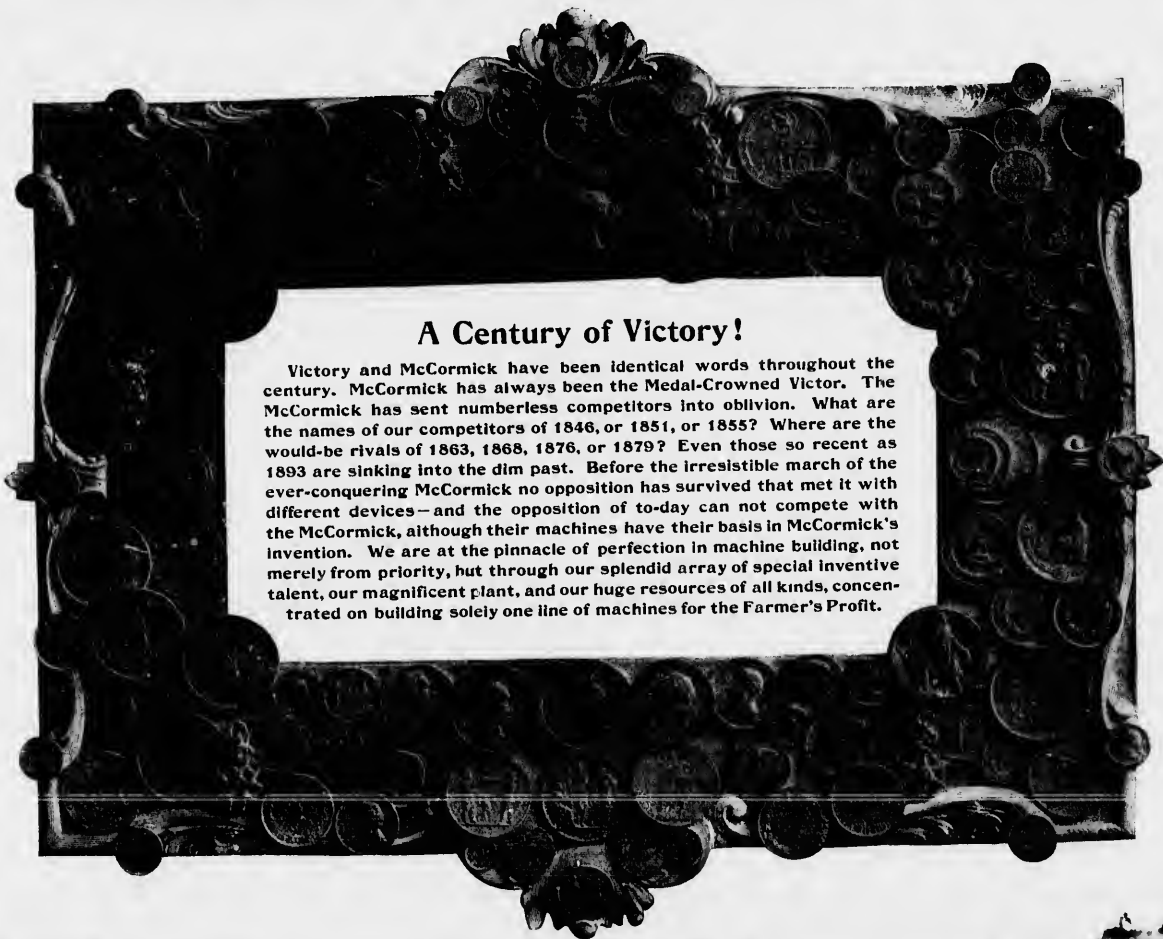 A Century of Victory!
Victory and McCormick have been identical words throughout the
century. McCormick has always been the Medal-Crowned Victor. The
McCormick has sent numberless competitors into oblivion. What are
the names of our competitors of 1846, or 1851, or 1855? Where are the
would-be rivals of 1863, 1868, 1876, or 1879? Even those so recent as
1893 are sinking into the dim past. Before the irresistible march of the
ever-conquering McCormick no opposition has survived that met it with
different devices—and the opposition of to-day can not compete with
the McCormick, although their machines have their basis in McCormick's
invention. We are at the pinnacle of perfection in machine building, not
merely from priority, but through our splendid array of special inventive
talent, our magnificent plant, and our huge resources of all kinds, concen-
trated on building solely one line of machines for the Farmer's Profit.